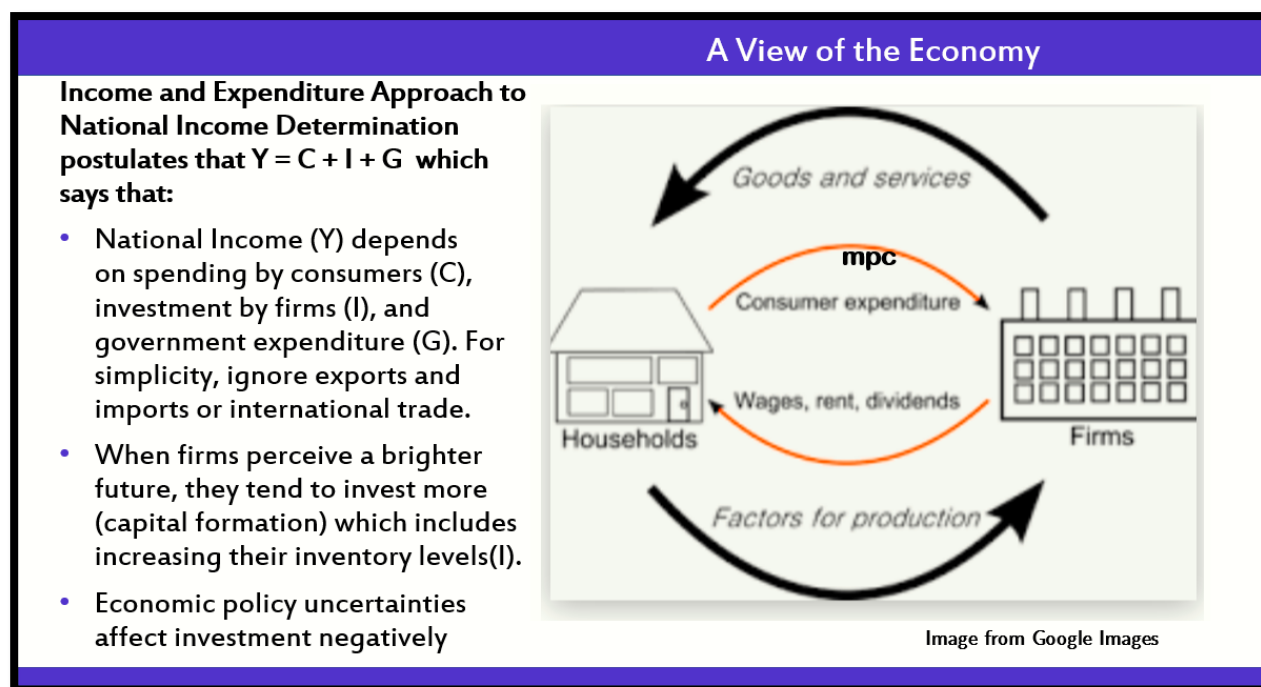 A View of the Economy
Income and Expenditure Approach to
National Income Determination
postulates that Y = C + I + G which
says that:
• National Income (Y) depends
on spending by consumers (C),
investment by firms (I), and
government expenditure (G). For
simplicity, ignore exports and
imports or international trade.
• When firms perceive a brighter
future, they tend to invest more
(capital formation) which includes
increasing their inventory levels(I).
• Economic policy uncertainties
affect investment negatively
Goods and services
mpc
Consumer expenditure
Wages, rent, dividends
Households
Firms
Factors for production
Image from Google Images